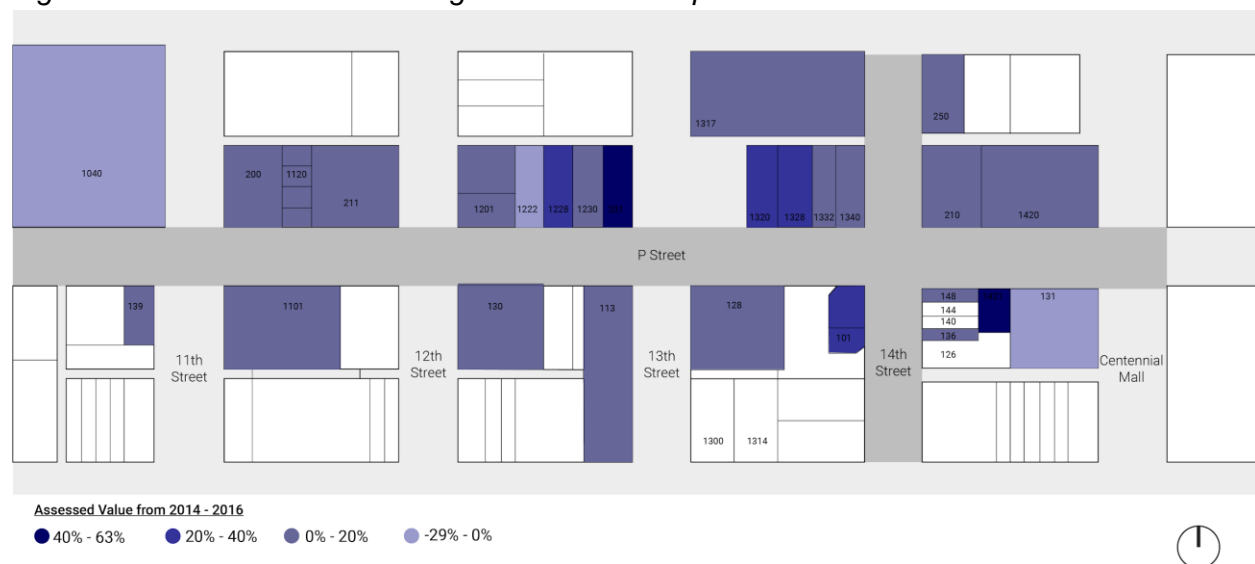 1040
1317
250
200
1120
211
1201
1222
1228
1230
1320
1328
1332
1340
210
1420
P Street
139
1101
130
113
128
101
148
144
140
136
126
131
11th
Street
12th
Street
13th
Street
14th
Street
Centennial
Mall
1300
1314
Assessed Value from 2014 - 2016
40% - 63%
20% - 40%
0% - 20%
-29% - 0%